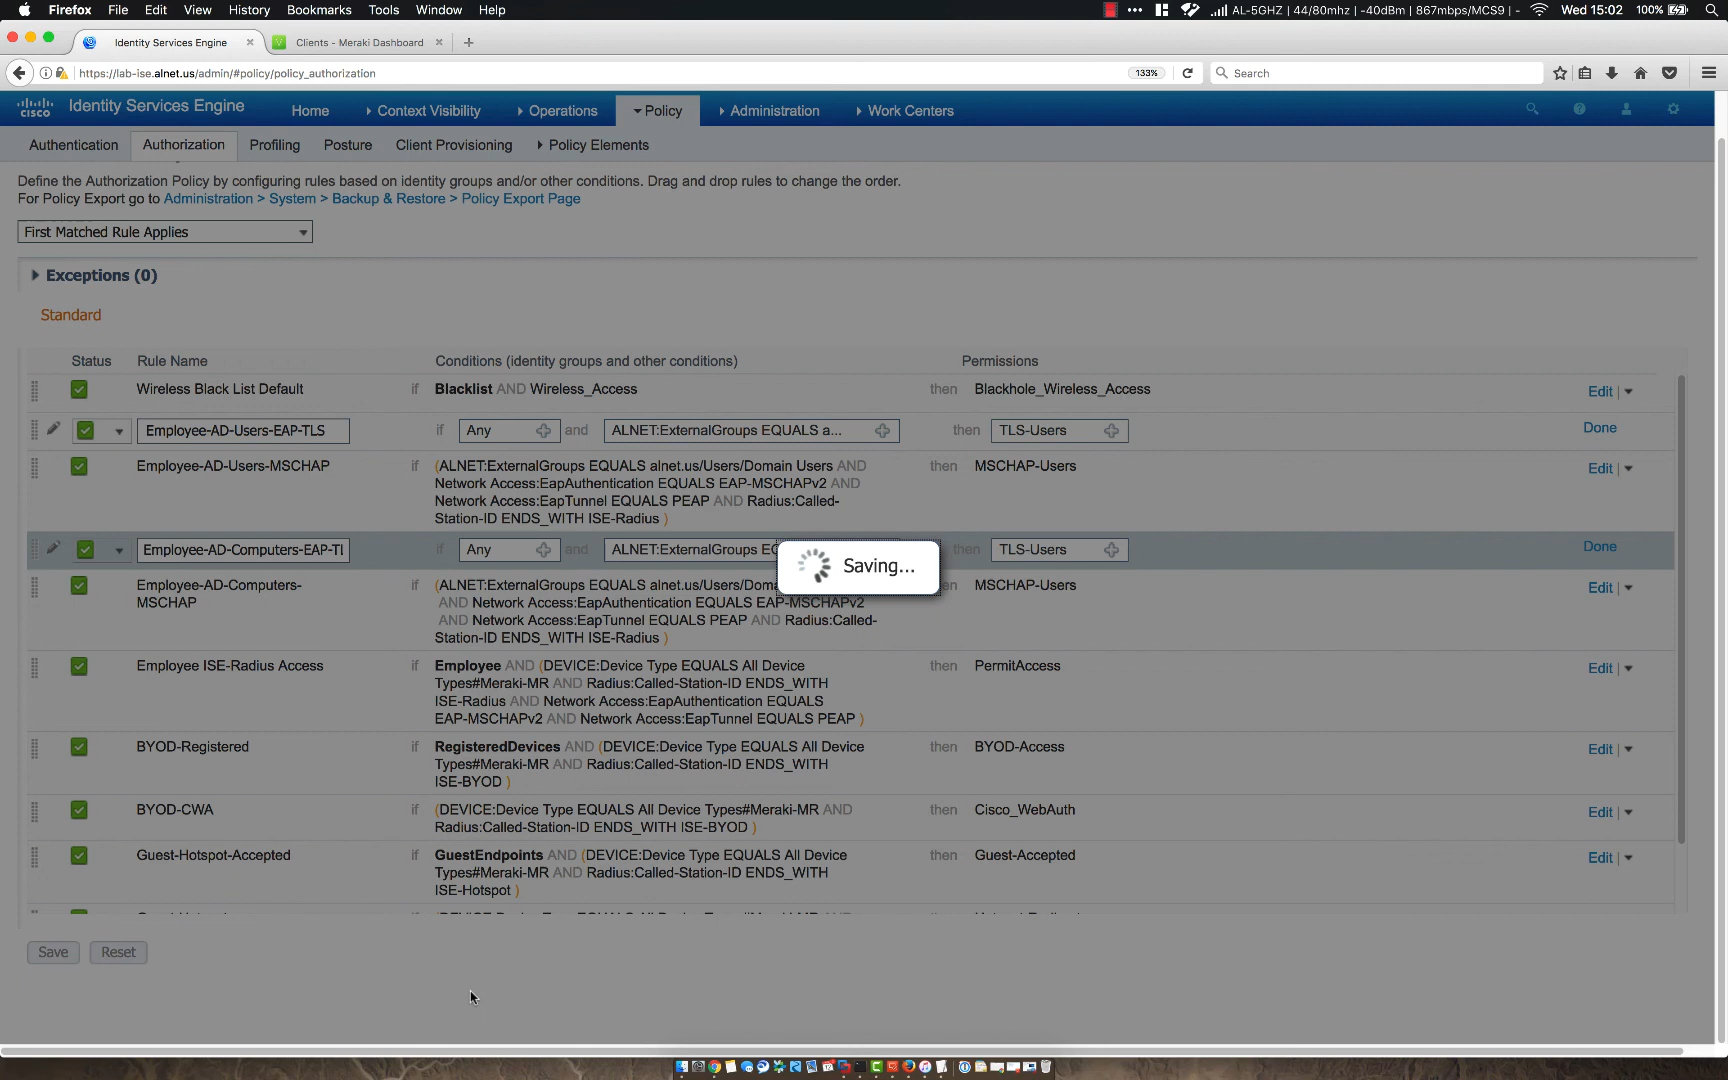 Firefox File Edit View History Bookmarks Tools Window Help AL-5GHZ | 44/80mhz | -40dBm | 867mbps/MCS9 | - Wed 15:02 100%
Identity Services Engine Clients - Meraki Dashboard
https://lab-ise.alnet.us/admin/#policy/policy_authorization 133% Search
cisco Identity Services Engine Home Context Visibility Operations Policy Administration Work Centers
Authentication Authorization Profiling Posture Client Provisioning Policy Elements
Define the Authorization Policy by configuring rules based on identity groups and/or other conditions. Drag and drop rules to change the order.
For Policy Export go to Administration > System > Backup & Restore > Policy Export Page
First Matched Rule Applies
Exceptions (0)
Standard
Status Rule Name Conditions (identity groups and other conditions) Permissions
Wireless Black List Default if Blacklist AND Wireless_Access then Blackhole_Wireless_Access Edit |
Employee-AD-Users-EAP-TLS if Any and ALNET:ExternalGroups EQUALS a... then TLS-Users Done
Employee-AD-Users-MSCHAP if (ALNET:ExternalGroups EQUALS alnet.us/Users/Domain Users AND then MSCHAP-Users Edit |
Network Access:EapAuthentication EQUALS EAP-MSCHAPv2 AND
Network Access:EapTunnel EQUALS PEAP AND Radius:Called-
Station-ID ENDS_WITH ISE-Radius )
Employee-AD-Computers-EAP-Tl if Any and ALNET:ExternalGroups EQ then TLS-Users Done
Saving...
Employee-AD-Computers- if (ALNET:ExternalGroups EQUALS alnet.us/Users/Doma en MSCHAP-Users Edit |
MSCHAP AND Network Access:EapAuthentication EQUALS EAP-MSCHAPv2
AND Network Access:EapTunnel EQUALS PEAP AND Radius:Called-
Station-ID ENDS_WITH ISE-Radius )
Employee ISE-Radius Access if Employee AND (DEVICE:Device Type EQUALS All Device then PermitAccess Edit |
Types#Meraki-MR AND Radius:Called-Station-ID ENDS_WITH
ISE-Radius AND Network Access:EapAuthentication EQUALS
EAP-MSCHAPv2 AND Network Access:EapTunnel EQUALS PEAP )
BYOD-Registered if RegisteredDevices AND (DEVICE:Device Type EQUALS All Device then BYOD-Access Edit |
Types#Meraki-MR AND Radius:Called-Station-ID ENDS_WITH
ISE-BYOD )
BYOD-CWA if (DEVICE:Device Type EQUALS All Device Types#Meraki-MR AND then Cisco_WebAuth Edit |
Radius:Called-Station-ID ENDS_WITH ISE-BYOD )
Guest-Hotspot-Accepted if GuestEndpoints AND (DEVICE:Device Type EQUALS All Device then Guest-Accepted Edit |
Types#Meraki-MR AND Radius:Called-Station-ID ENDS_WITH
ISE-Hotspot )
Save Reset